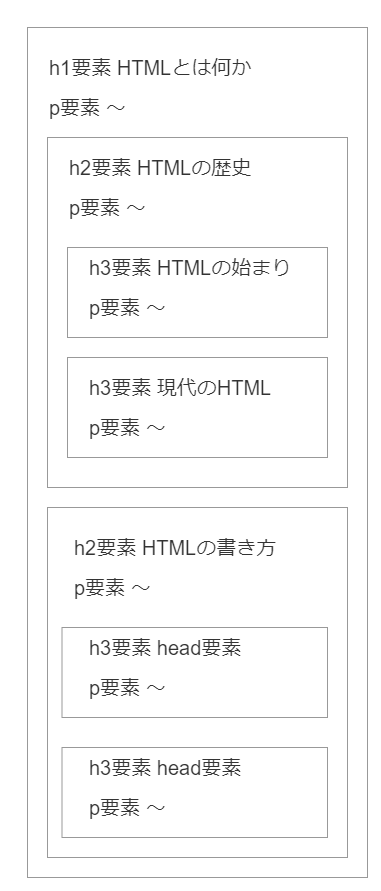 h1要素 HTMLとは何か
p要素 〜
h2要素 HTMLの歴史
p要素 〜
h3要素 HTMLの始まり
p要素 〜
h3要素 現代のHTML
p要素 〜
h2要素 HTMLの書き方
p要素 〜
h3要素 head要素
p要素 〜
h3要素 head要素
p要素 〜